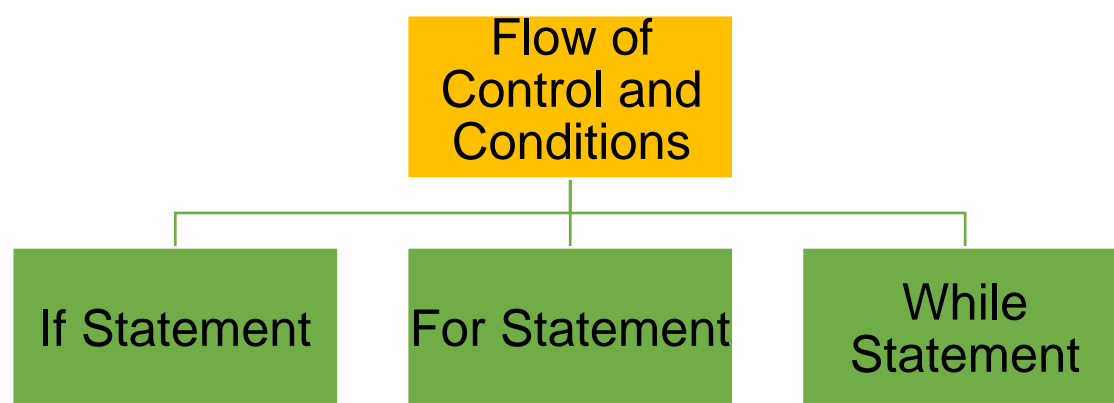 Flow of
Control and
Conditions
If Statement
For Statement
While
Statement